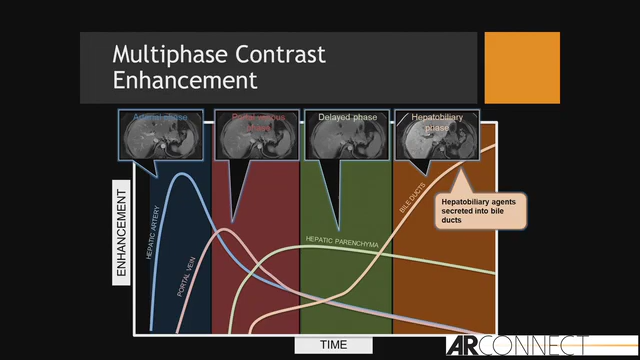 Multiphase Contrast
Enhancement
Arterial phase
Portal venous
phase
Delayed phase
Hepatobiliary
phase
HEPATIC ARTERY
PORTAL VEIN
HEPATIC PARENCHYMA
BILE DUCTS
Hepatobiliary agents
secreted into bile
ducts
ENHANCEMENT
TIME
ARCONNECT